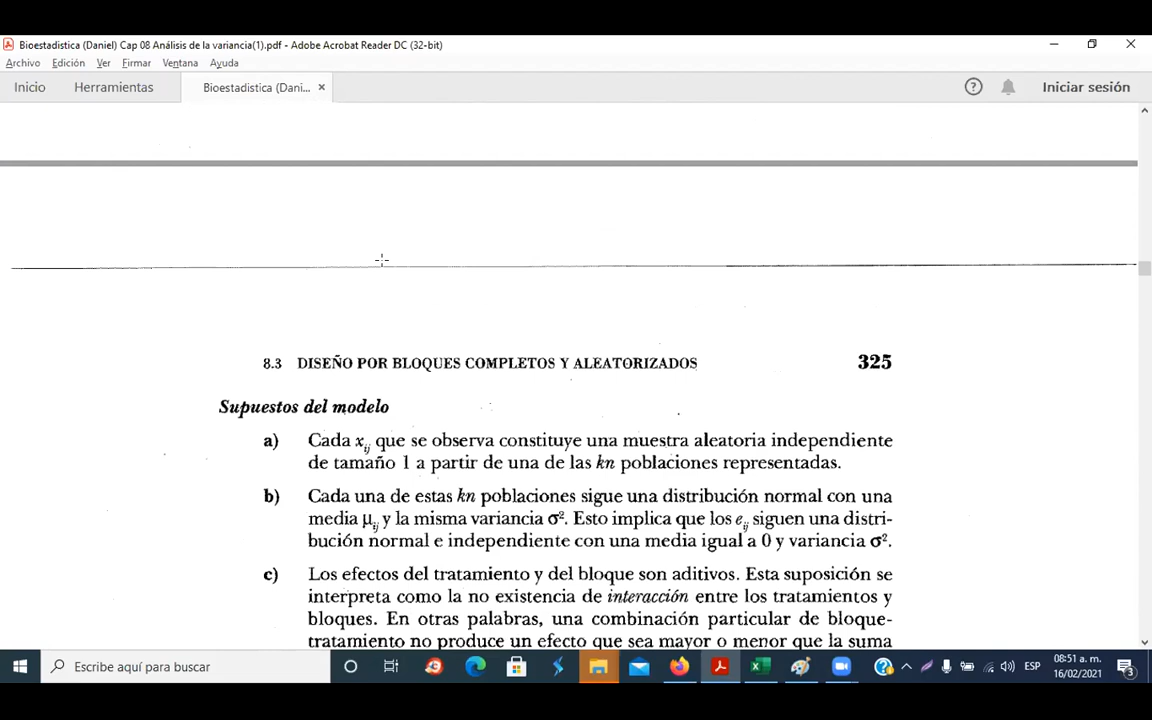 Bioestadistica (Daniel) Cap 08 Análisis de la variancia(1).pdf - Adobe Acrobat Reader DC (32-bit)
Archivo Edición Ver Firmar Ventana Ayuda
Inicio Herramientas Bioestadistica (Dani... × Iniciar sesión
8.3 DISEÑO POR BLOQUES COMPLETOS Y ALEATORIZADOS 325
Supuestos del modelo
a) Cada xij que se observa constituye una muestra aleatoria independiente
de tamaño 1 a partir de una de las kn poblaciones representadas.
b) Cada una de estas kn poblaciones sigue una distribución normal con una
media μij y la misma variancia σ². Esto implica que los eij siguen una distri-
bución normal e independiente con una media igual a 0 y variancia σ².
c) Los efectos del tratamiento y del bloque son aditivos. Esta suposición se
interpreta como la no existencia de interacción entre los tratamientos y
bloques. En otras palabras, una combinación particular de bloque-
tratamiento no produce un efecto que sea mayor o menor que la suma
Escribe aquí para buscar ESP 08:51 a. m.
16/02/2021 3